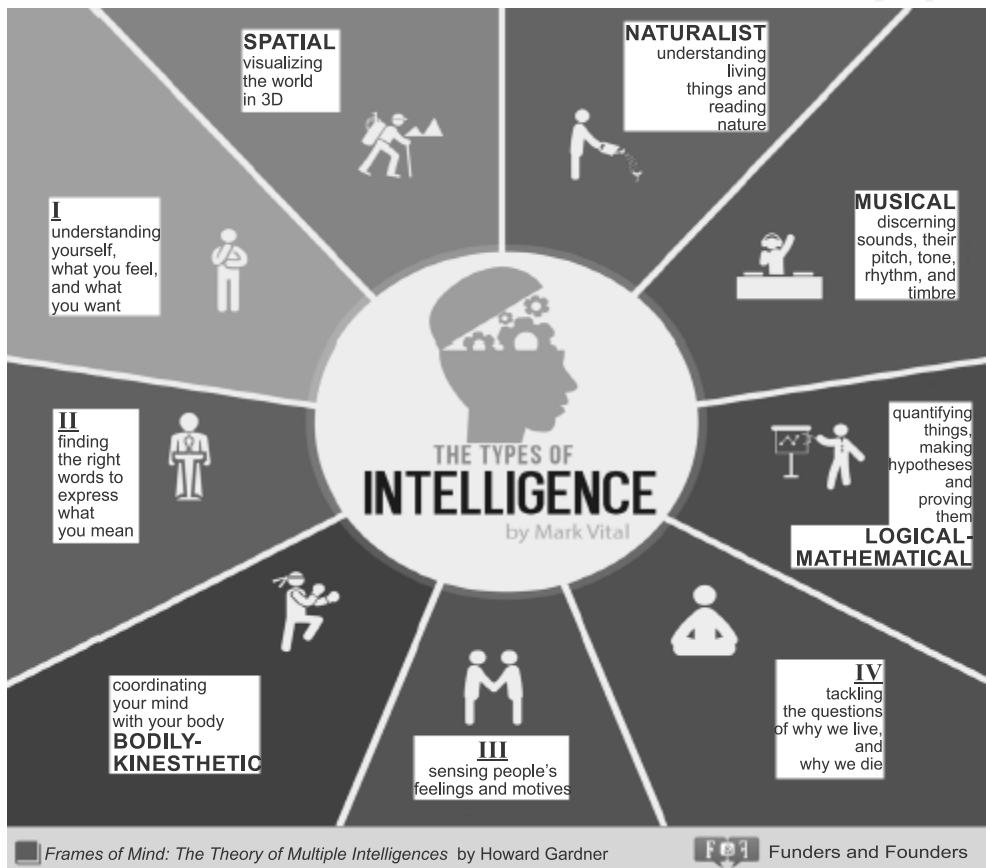 SPATIAL
visualizing
the world
in 3D
NATURALIST
understanding
living
things and
reading
nature
I
understanding
yourself,
what you feel,
and what
you want
MUSICAL
discerning
sounds, their
pitch, tone,
rhythm, and
timbre
II
finding
the right
words to
express
what
you mean
THE TYPES OF
INTELLIGENCE
by Mark Vital
quantifying
things,
making
hypotheses
and
proving
them
LOGICAL-
MATHEMATICAL
coordinating
your mind
with your body
BODILY-
KINESTHETIC
III
sensing people's
feelings and motives
IV
tackling
the questions
of why we live,
and
why we die
Frames of Mind: The Theory of Multiple Intelligences by Howard Gardner
F&F Funders and Founders